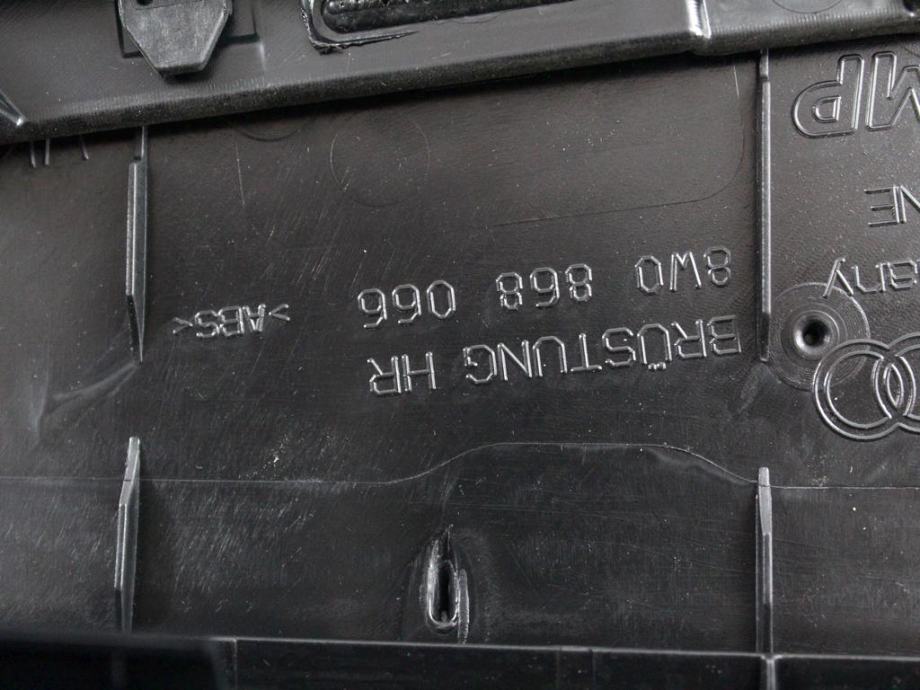 BRÜSTUNG HR
8W0 868 066
>ABS<